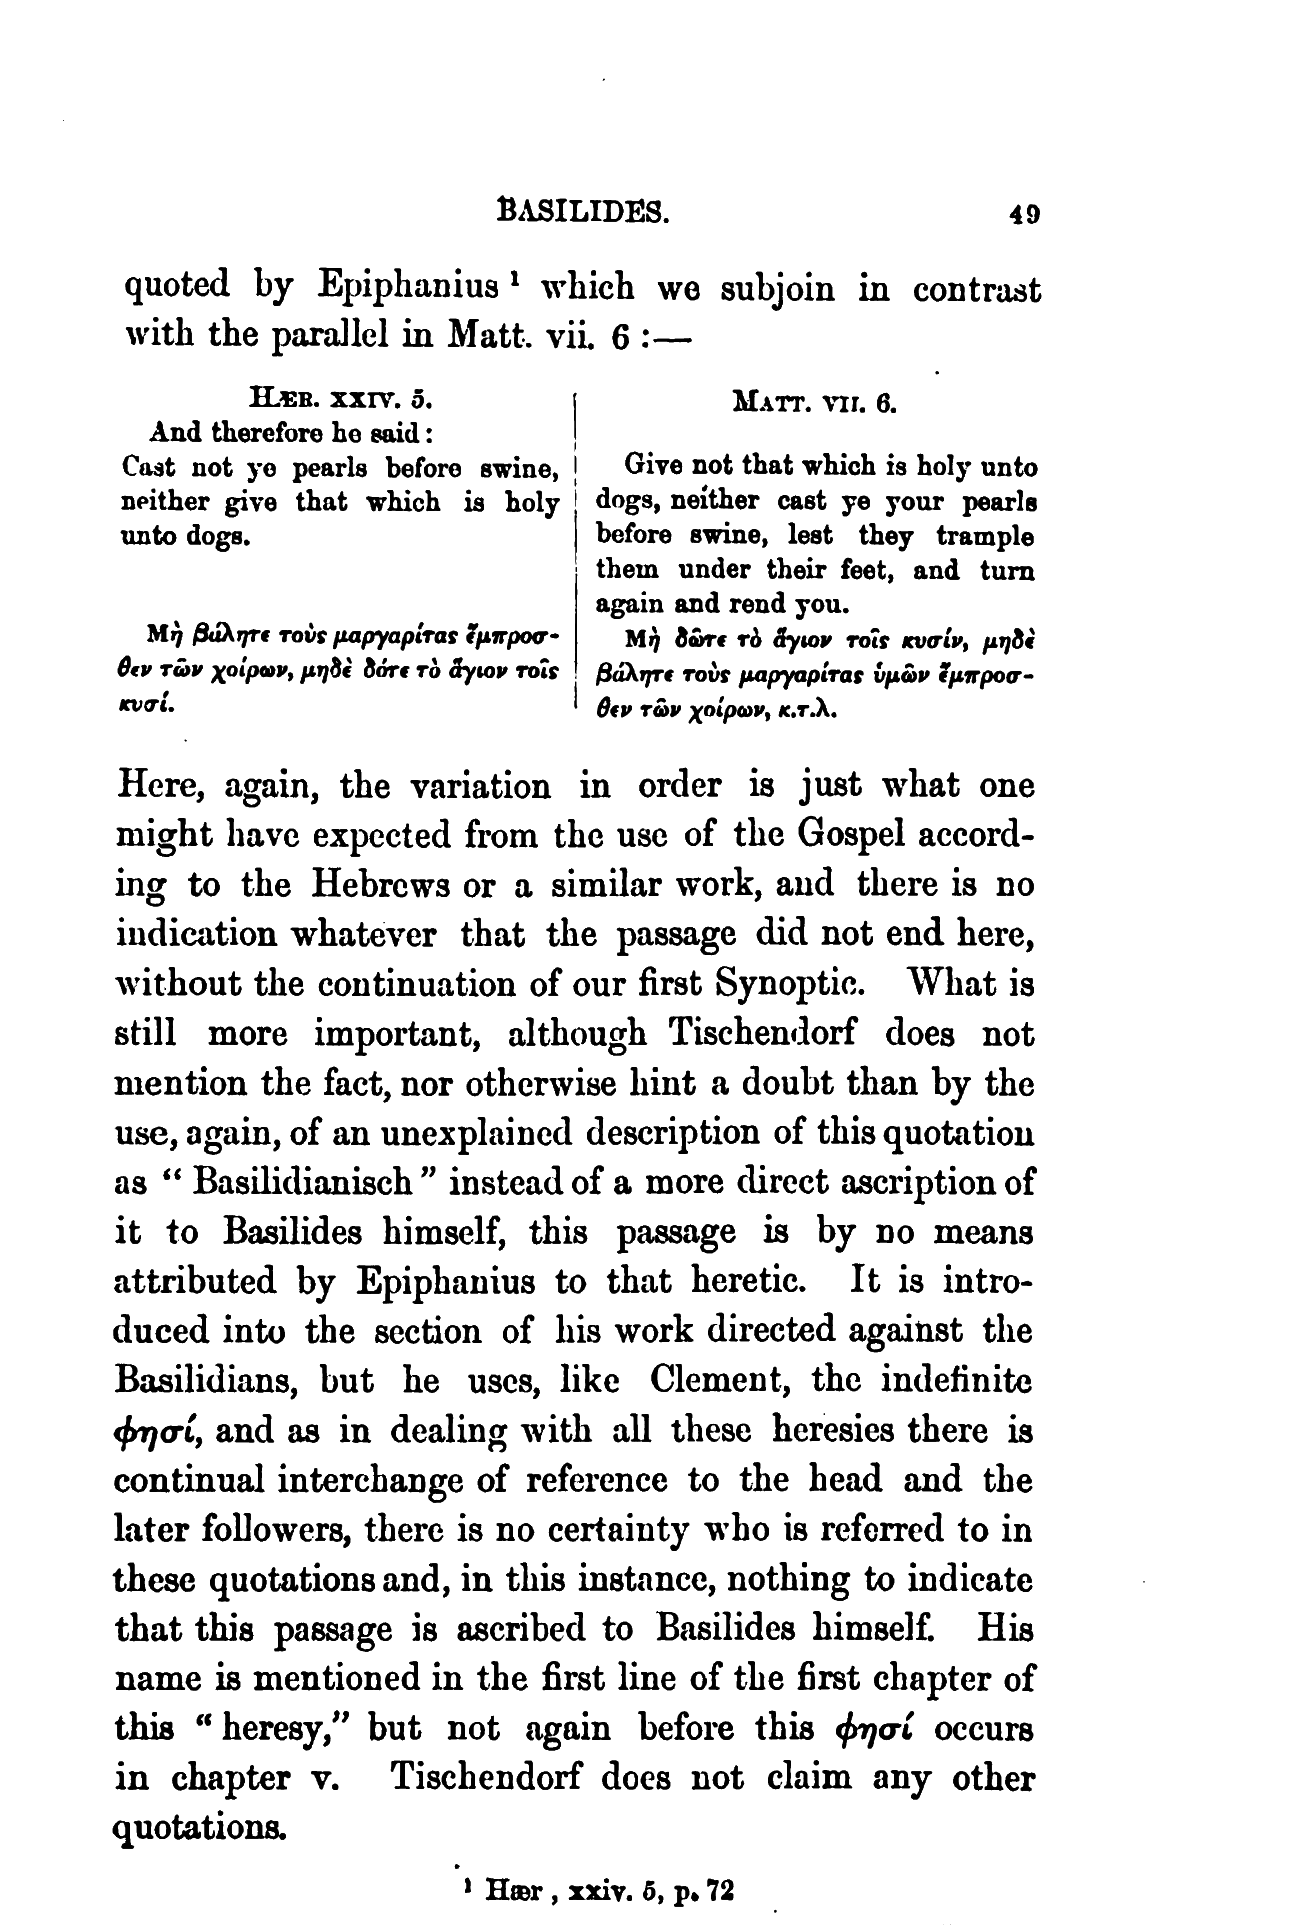 BASILIDES. 49
quoted by Epiphanius ¹ which we subjoin in contrast
with the parallel in Matt. vii. 6 :—
HÆR. XXIV. 5.
And therefore he said :
Cast not ye pearls before swine,
neither give that which is holy
unto dogs.
Μὴ βάλητε τοὺς μαργαρίτας ἔμπροσ-
θεν τῶν χοίρων, μηδὲ δότε τὸ ἅγιον τοῖς
κυσί.
MATT. VII. 6.
Give not that which is holy unto
dogs, neither cast ye your pearls
before swine, lest they trample
them under their feet, and turn
again and rend you.
Μὴ δῶτε τὸ ἅγιον τοῖς κυσίν, μηδὲ
βάλητε τοὺς μαργαρίτας ὑμῶν ἔμπροσ-
θεν τῶν χοίρων, κ.τ.λ.
Here, again, the variation in order is just what one
might have expected from the use of the Gospel accord-
ing to the Hebrews or a similar work, and there is no
indication whatever that the passage did not end here,
without the continuation of our first Synoptic. What is
still more important, although Tischendorf does not
mention the fact, nor otherwise hint a doubt than by the
use, again, of an unexplained description of this quotation
as “ Basilidianisch ” instead of a more direct ascription of
it to Basilides himself, this passage is by no means
attributed by Epiphanius to that heretic. It is intro-
duced into the section of his work directed against the
Basilidians, but he uses, like Clement, the indefinite
φησί, and as in dealing with all these heresies there is
continual interchange of reference to the head and the
later followers, there is no certainty who is referred to in
these quotations and, in this instance, nothing to indicate
that this passage is ascribed to Basilides himself. His
name is mentioned in the first line of the first chapter of
this “ heresy,” but not again before this φησί occurs
in chapter v. Tischendorf does not claim any other
quotations.
¹ Hær , xxiv. 5, p. 72